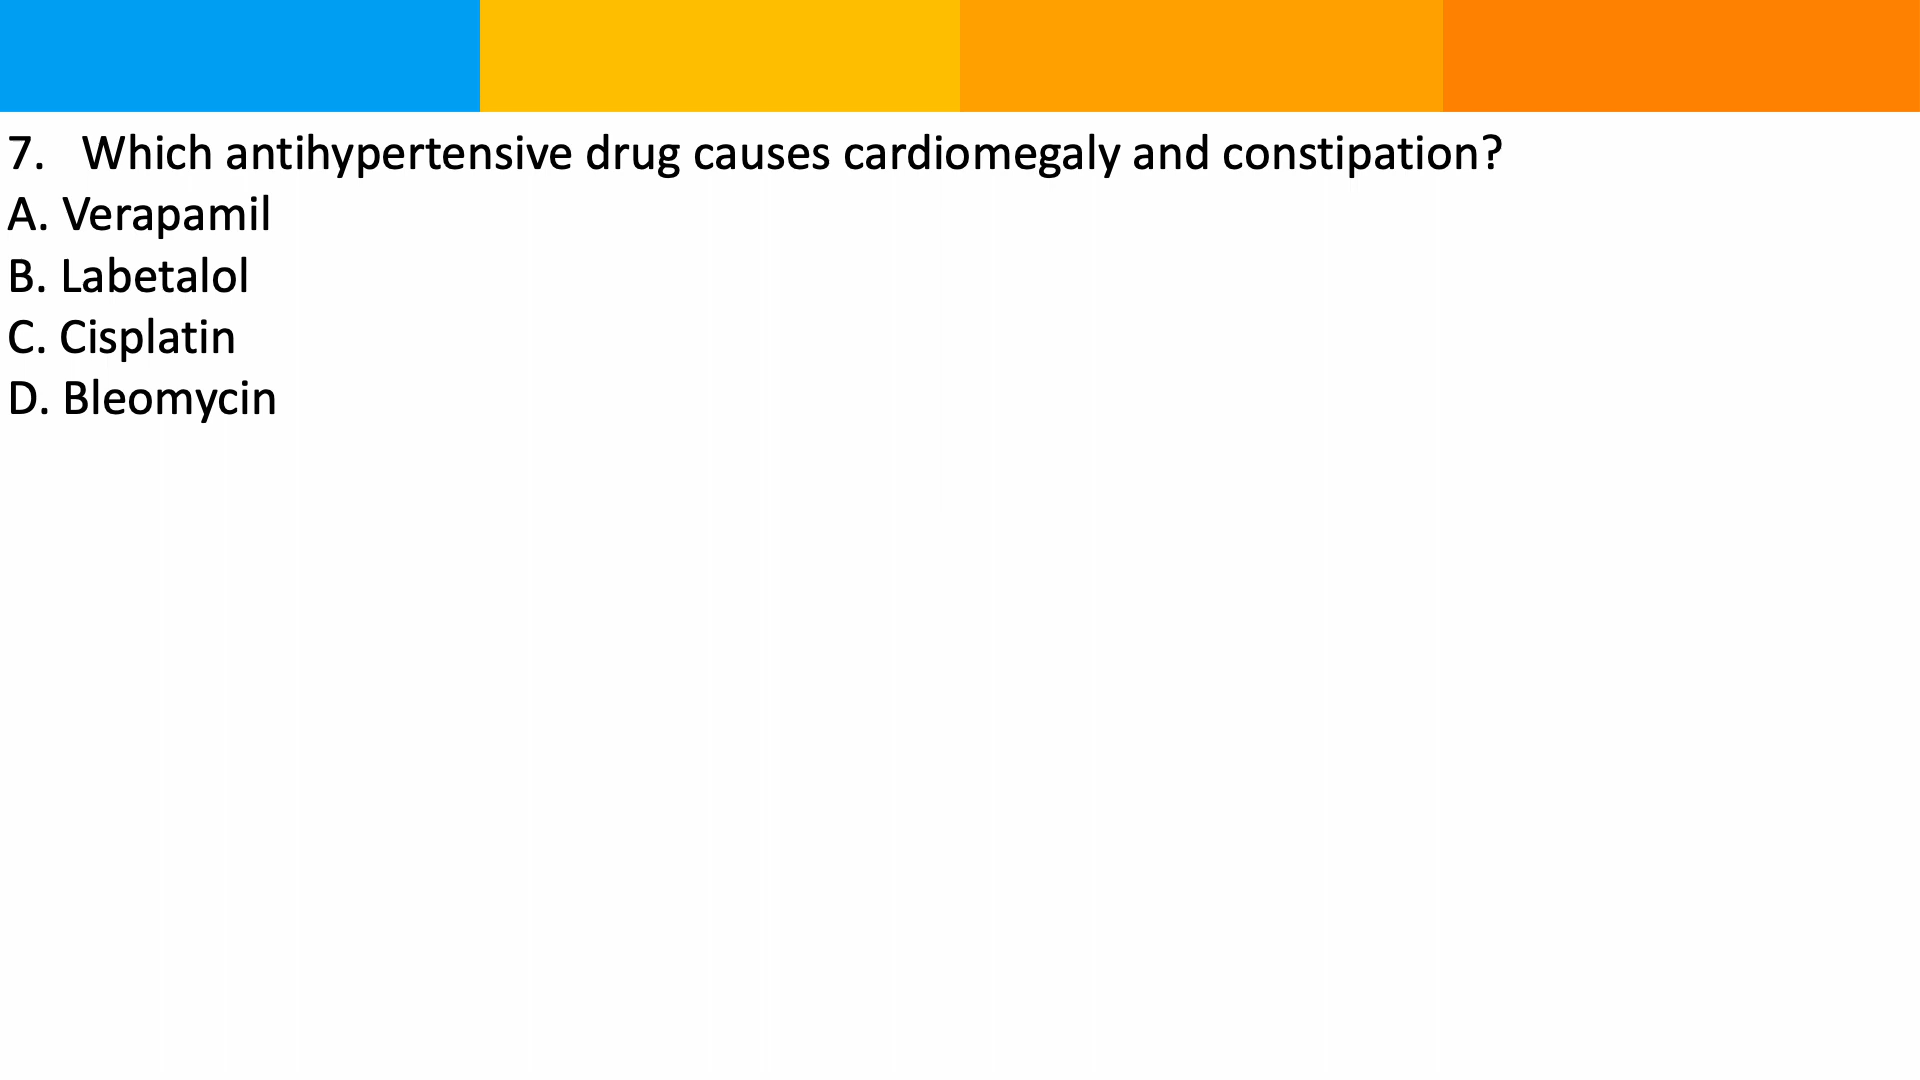 7. Which antihypertensive drug causes cardiomegaly and constipation?
A. Verapamil
B. Labetalol
C. Cisplatin
D. Bleomycin